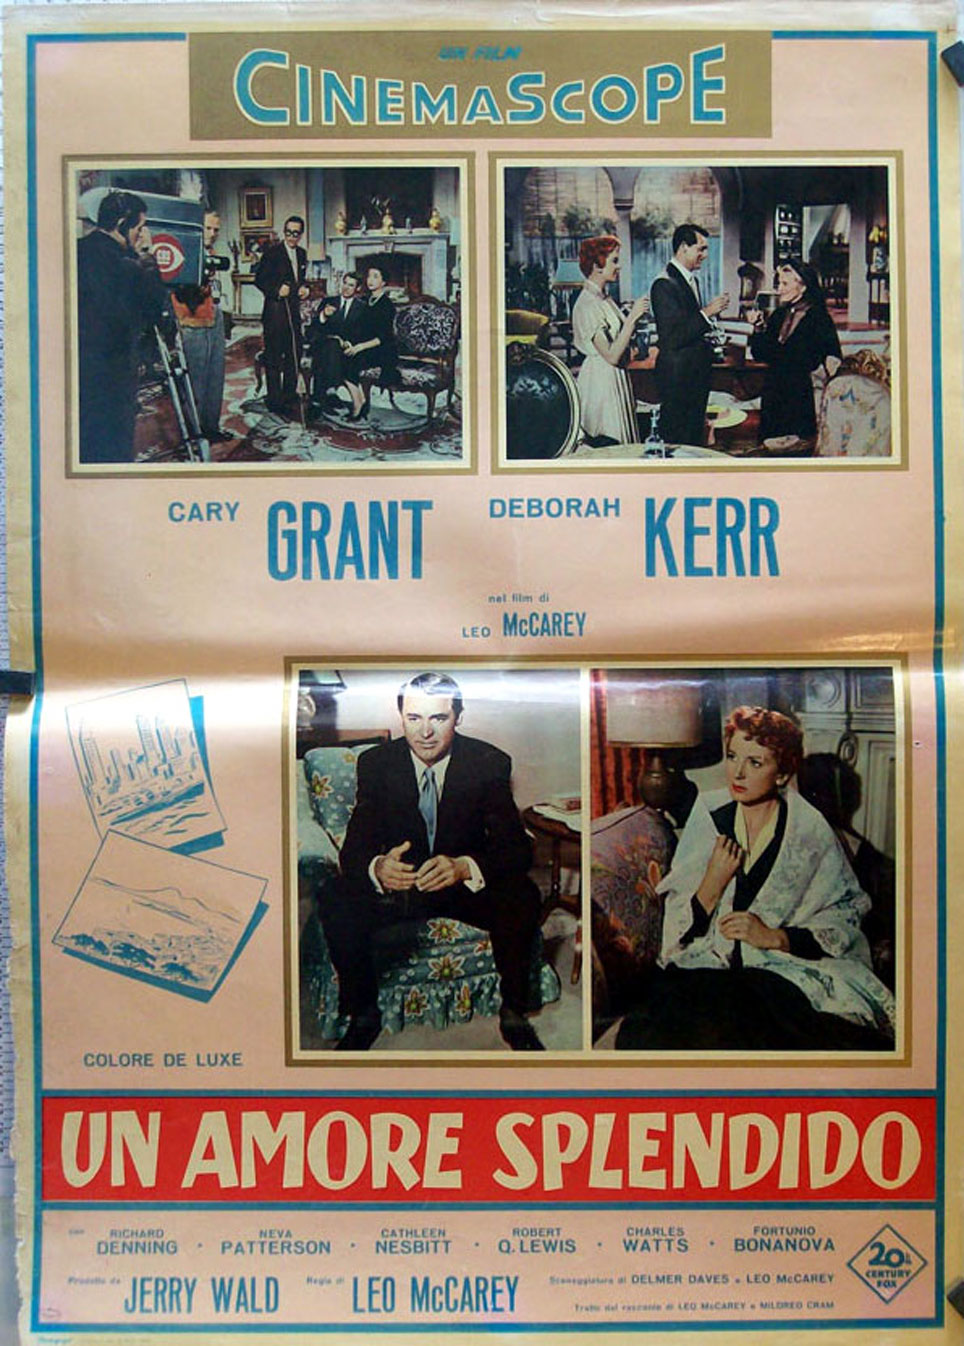 UN FILM
CINEMASCOPE
CARY GRANT DEBORAH KERR
nel film di
LEO McCAREY
COLORE DE LUXE
UN AMORE SPLENDIDO
con RICHARD DENNING · NEVA PATTERSON · CATHLEEN NESBITT · ROBERT Q. LEWIS · CHARLES WATTS · FORTUNIO BONANOVA
Prodotto da JERRY WALD Regia di LEO McCAREY Sceneggiatura di DELMER DAVES e LEO McCAREY
Tratto dal racconto di LEO McCAREY e MILDRED CRAM
20th
CENTURY
FOX